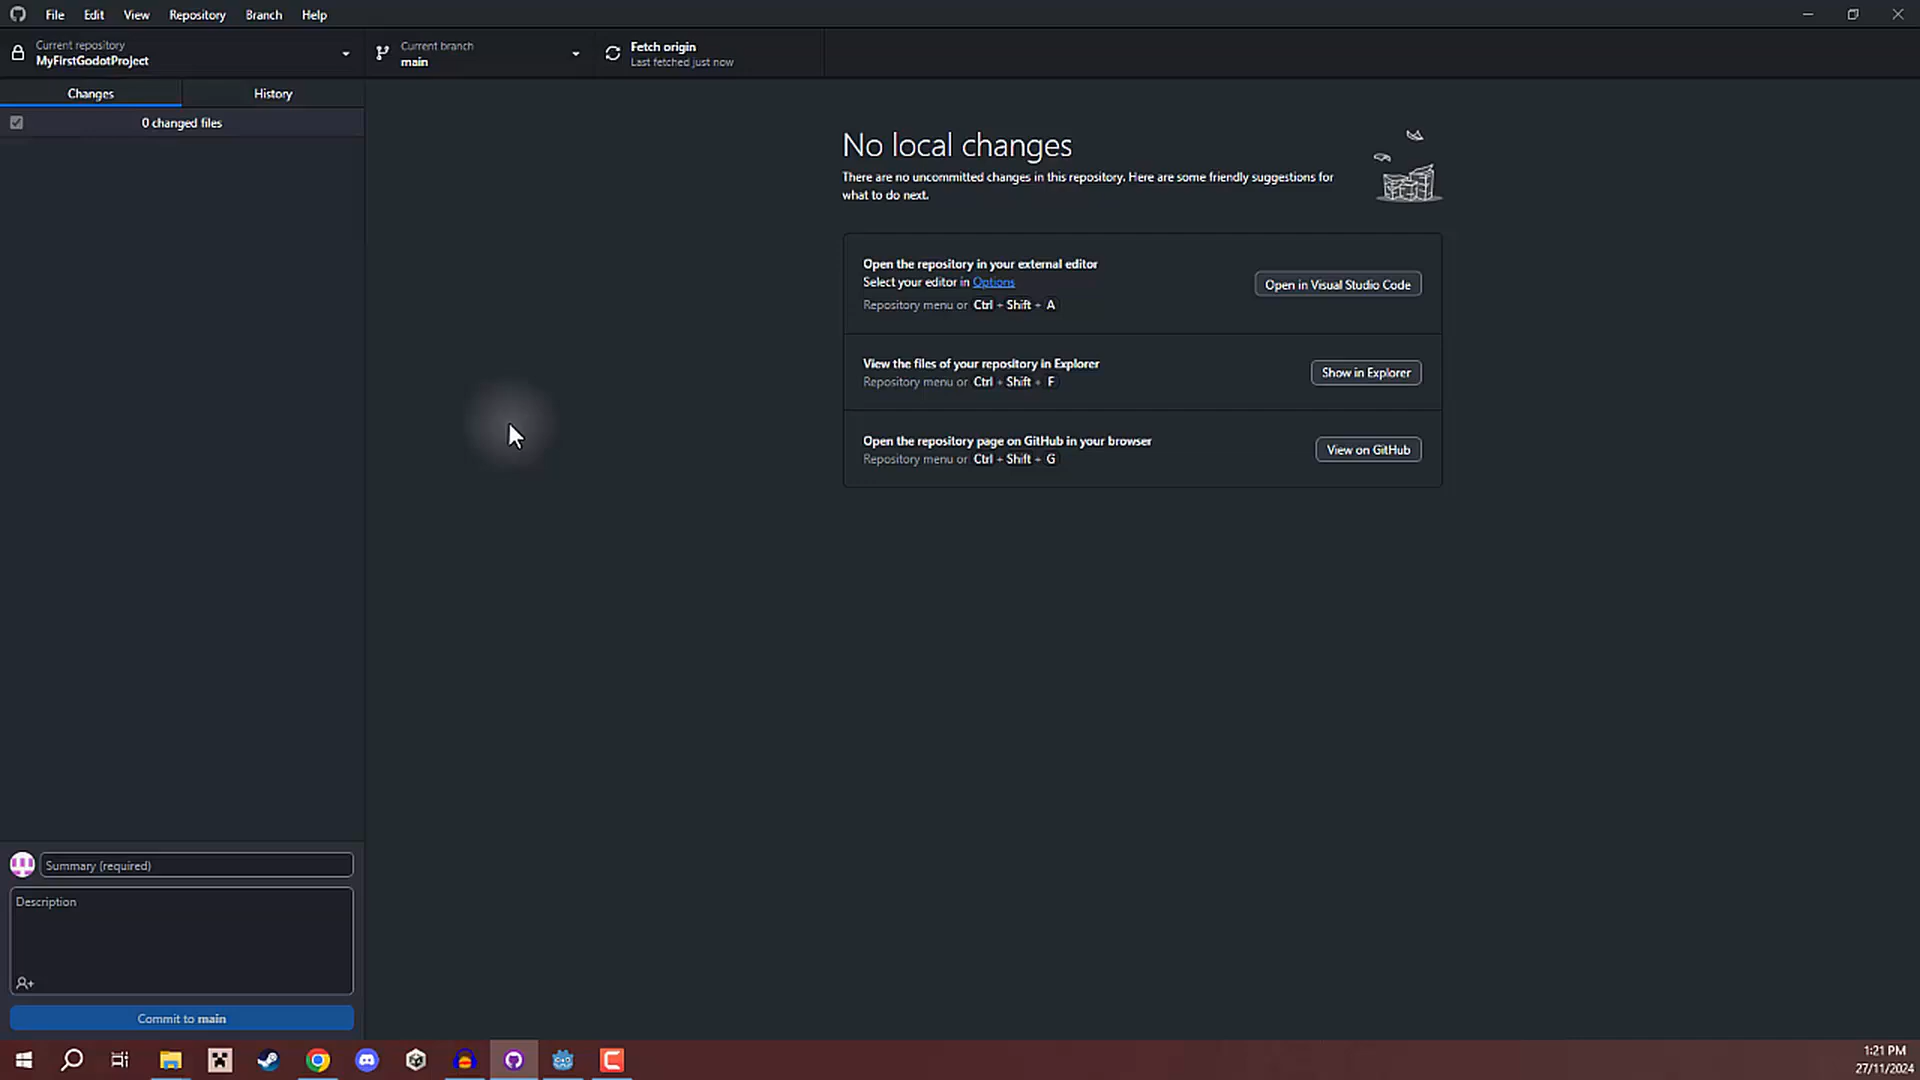 File Edit View Repository Branch Help
Current repository
MyFirstGodotProject
Current branch
main
Fetch origin
Last fetched just now
Changes
History
0 changed files
No local changes
There are no uncommitted changes in this repository. Here are some friendly suggestions for
what to do next.
Open the repository in your external editor
Select your editor in Options
Repository menu or Ctrl + Shift + A
Open in Visual Studio Code
View the files of your repository in Explorer
Repository menu or Ctrl + Shift + F
Show in Explorer
Open the repository page on GitHub in your browser
Repository menu or Ctrl + Shift + G
View on GitHub
Summary (required)
Description
Commit to main
1:21 PM
27/11/2024